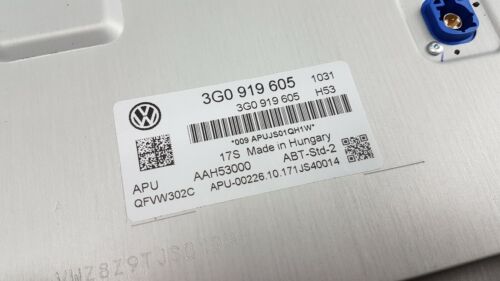 3G0 919 605 1031
3G0 919 605 H53
*009 APUJS01QH1W*
17S Made in Hungary
APU AAH53000 ABT-Std-2
QFVW302C APU-00226.10.171JS40014